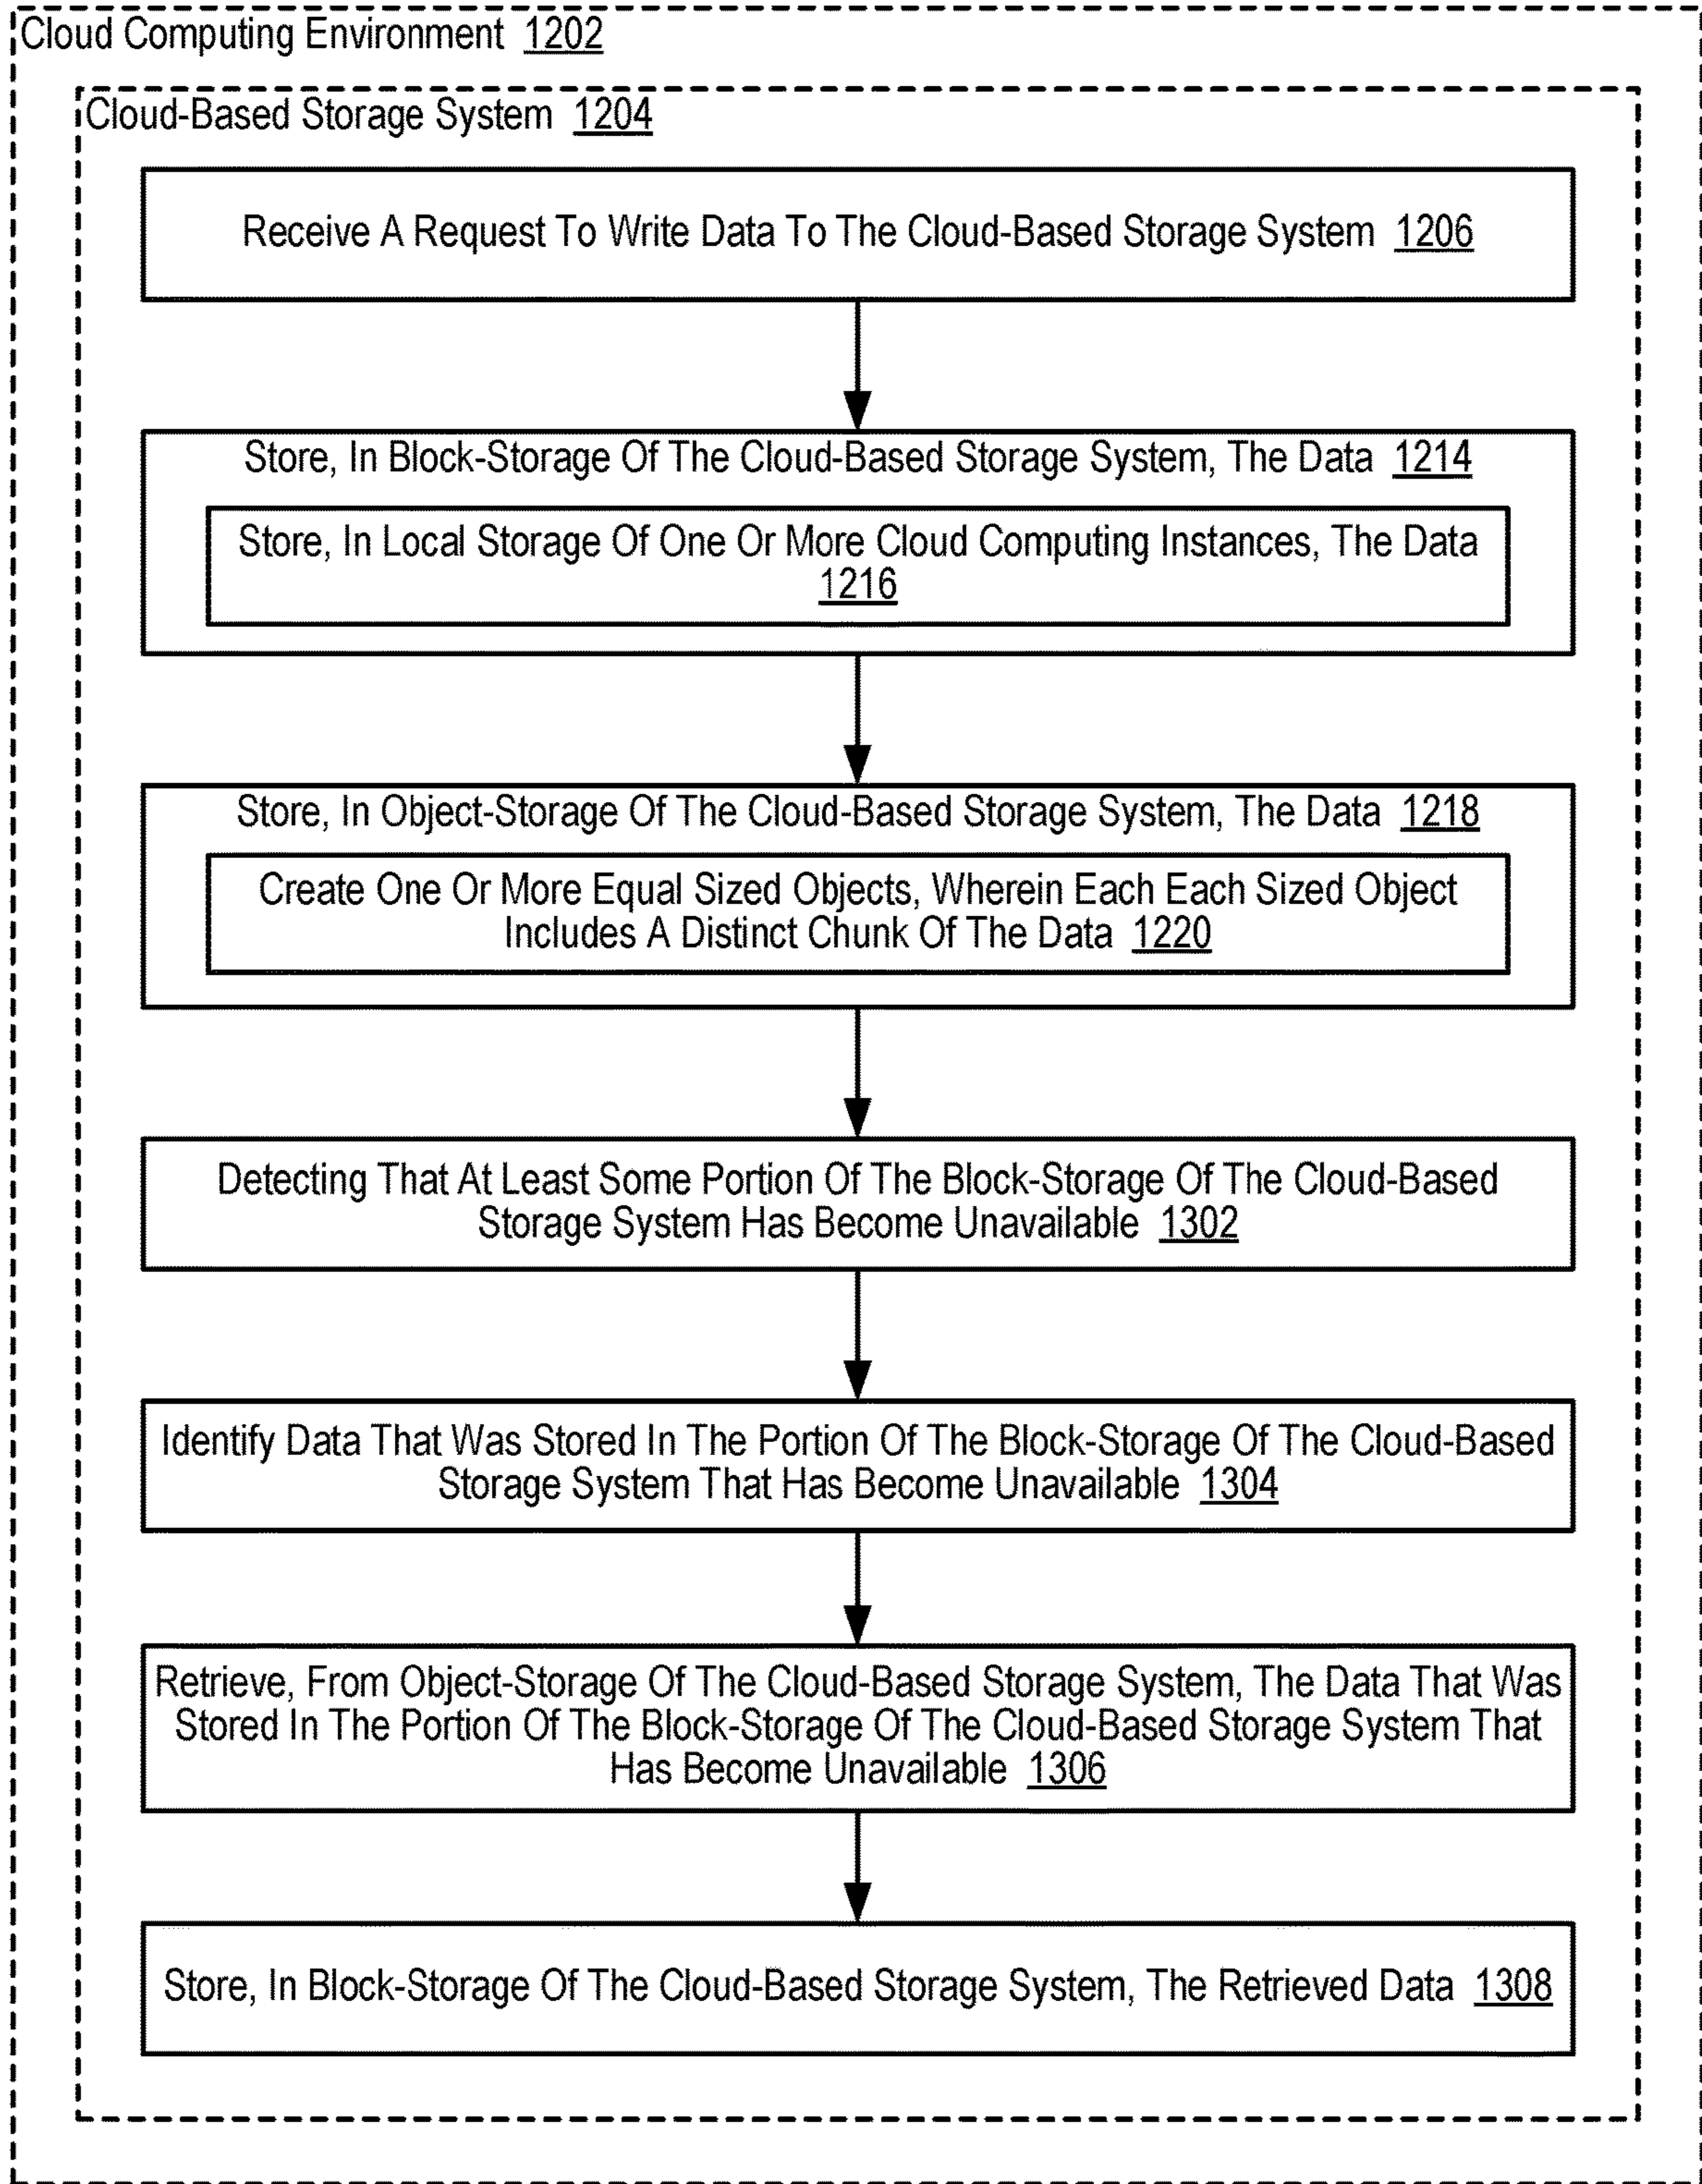 Cloud Computing Environment 1202
Cloud-Based Storage System 1204
Receive A Request To Write Data To The Cloud-Based Storage System 1206
Store, In Block-Storage Of The Cloud-Based Storage System, The Data 1214
Store, In Local Storage Of One Or More Cloud Computing Instances, The Data
1216
Store, In Object-Storage Of The Cloud-Based Storage System, The Data 1218
Create One Or More Equal Sized Objects, Wherein Each Each Sized Object
Includes A Distinct Chunk Of The Data 1220
Detecting That At Least Some Portion Of The Block-Storage Of The Cloud-Based
Storage System Has Become Unavailable 1302
Identify Data That Was Stored In The Portion Of The Block-Storage Of The Cloud-Based
Storage System That Has Become Unavailable 1304
Retrieve, From Object-Storage Of The Cloud-Based Storage System, The Data That Was
Stored In The Portion Of The Block-Storage Of The Cloud-Based Storage System That
Has Become Unavailable 1306
Store, In Block-Storage Of The Cloud-Based Storage System, The Retrieved Data 1308